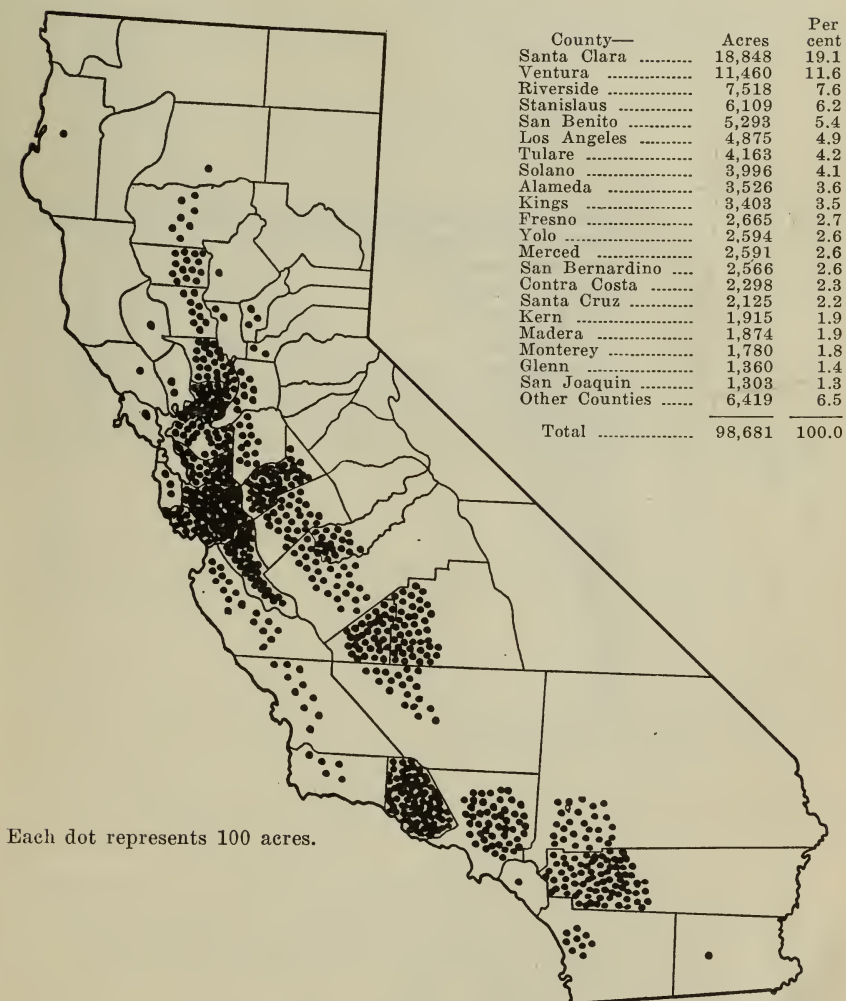 Per
County— Acres cent
Santa Clara ......... 18,848 19.1
Ventura .............. 11,460 11.6
Riverside ............ 7,518 7.6
Stanislaus ........... 6,109 6.2
San Benito .......... 5,293 5.4
Los Angeles ........ 4,875 4.9
Tulare ................ 4,163 4.2
Solano ................ 3,996 4.1
Alameda ............. 3,526 3.6
Kings ................. 3,403 3.5
Fresno ................ 2,665 2.7
Yolo ................... 2,594 2.6
Merced ............... 2,591 2.6
San Bernardino .... 2,566 2.6
Contra Costa ....... 2,298 2.3
Santa Cruz .......... 2,125 2.2
Kern ................... 1,915 1.9
Madera ............... 1,874 1.9
Monterey ............ 1,780 1.8
Glenn ................. 1,360 1.4
San Joaquin ........ 1,303 1.3
Other Counties ...... 6,419 6.5
Total .................. 98,681 100.0
Each dot represents 100 acres.